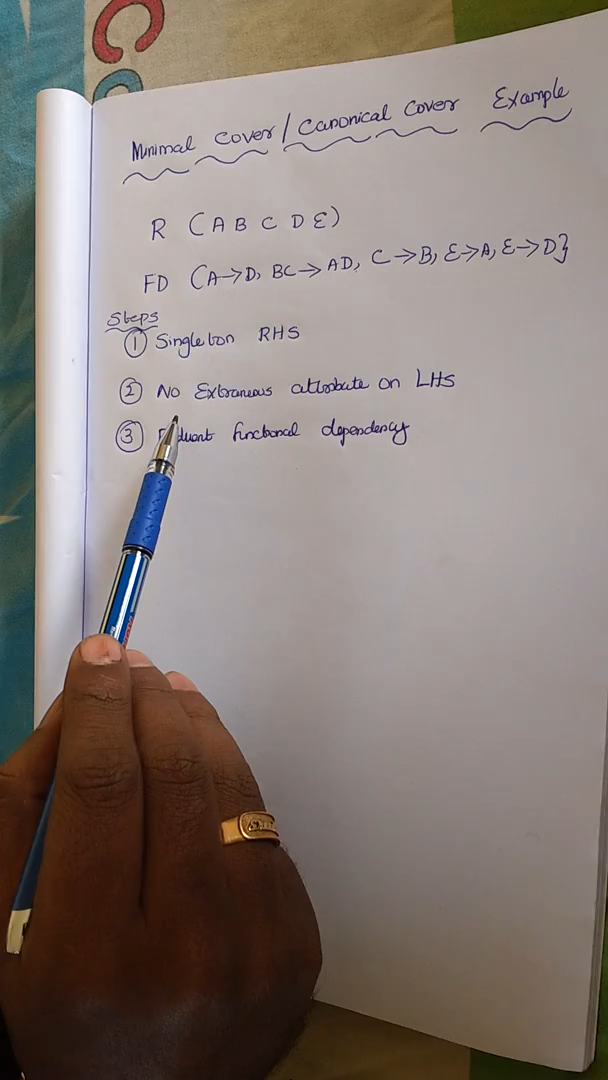 Minimal Cover / Canonical Cover Example
R (A B C D E)
FD (A→D, BC→AD, C→B, E→A, E→D}
Steps
① Singleton RHS
② No Extraneous attribute on LHS
③ functional dependency